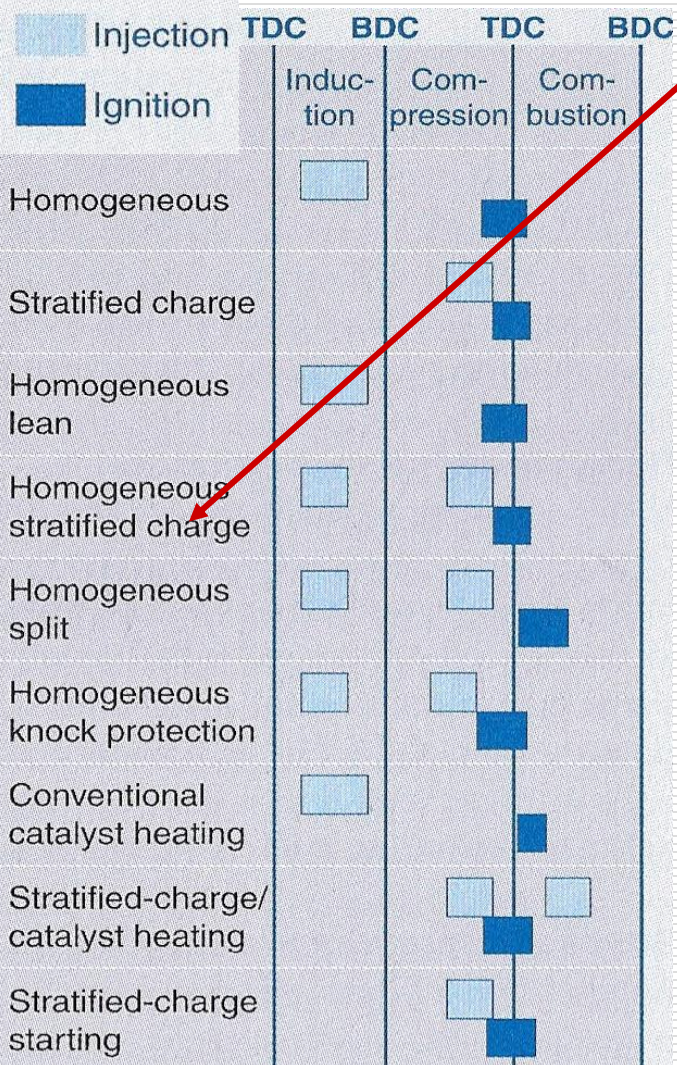 Injection
Ignition
TDC BDC TDC BDC
Induc- Com- Com-
tion pression bustion
Homogeneous
Stratified charge
Homogeneous
lean
Homogeneous
stratified charge
Homogeneous
split
Homogeneous
knock protection
Conventional
catalyst heating
Stratified-charge/
catalyst heating
Stratified-charge
starting